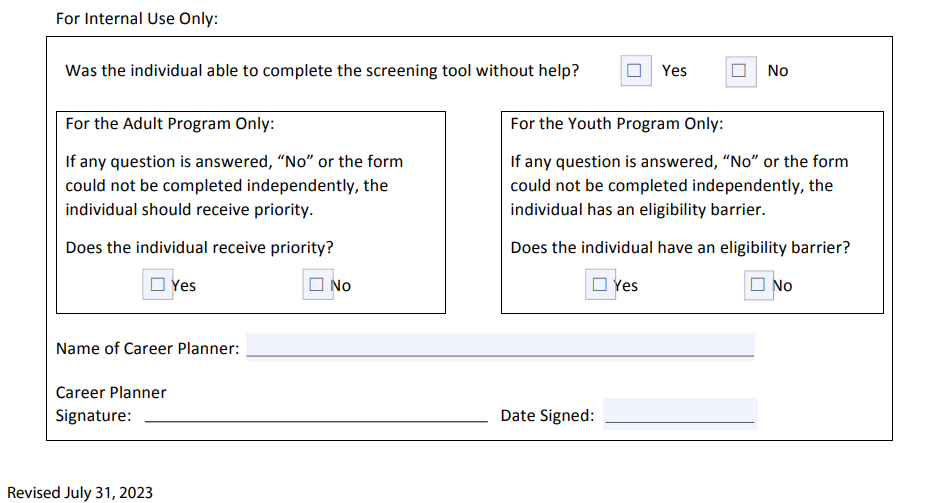 For Internal Use Only:
Was the individual able to complete the screening tool without help? ☐ Yes ☐ No
For the Adult Program Only:
If any question is answered, “No” or the form
could not be completed independently, the
individual should receive priority.
Does the individual receive priority?
☐ Yes ☐ No
For the Youth Program Only:
If any question is answered, “No” or the form
could not be completed independently, the
individual has an eligibility barrier.
Does the individual have an eligibility barrier?
☐ Yes ☐ No
Name of Career Planner:
Career Planner
Signature: Date Signed:
Revised July 31, 2023